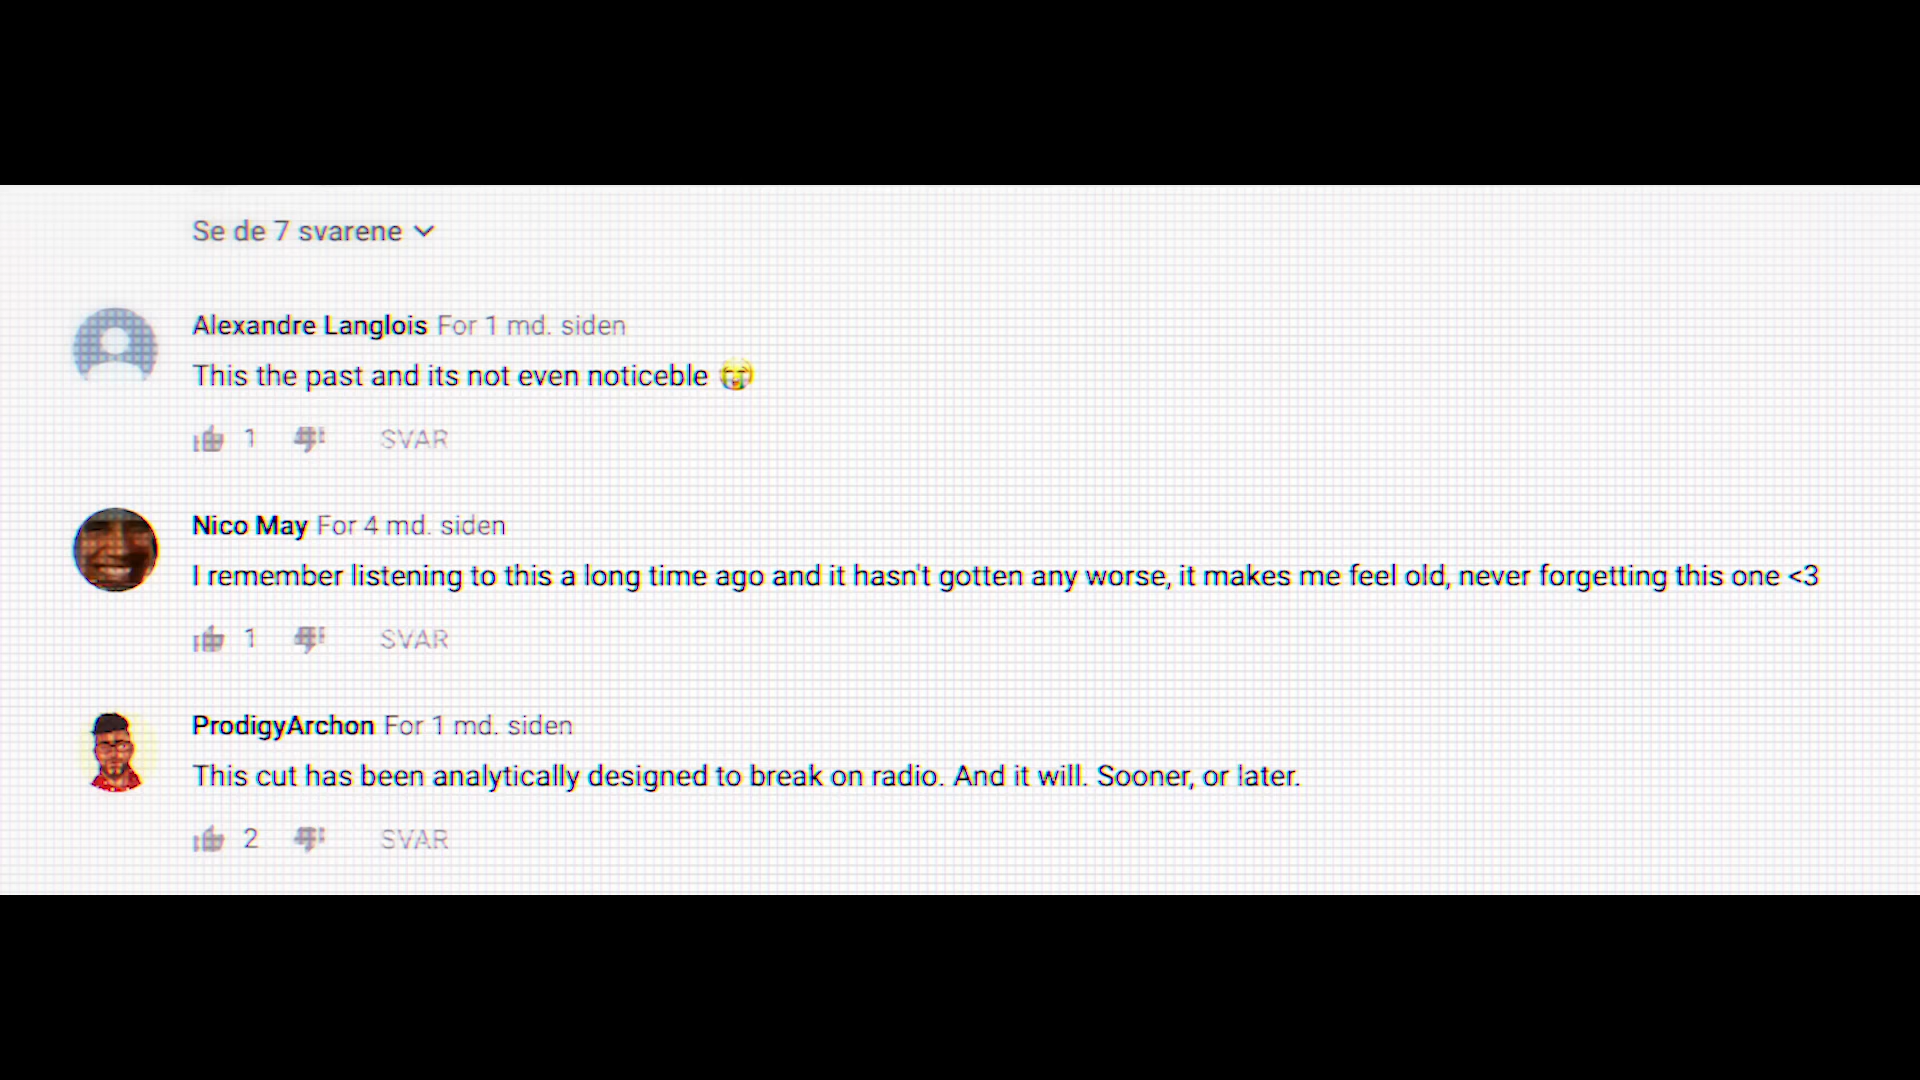 Se de 7 svarene
Alexandre Langlois For 1 md. siden
This the past and its not even noticeble 😭
1 SVAR
Nico May For 4 md. siden
I remember listening to this a long time ago and it hasn't gotten any worse, it makes me feel old, never forgetting this one <3
1 SVAR
ProdigyArchon For 1 md. siden
This cut has been analytically designed to break on radio. And it will. Sooner, or later.
2 SVAR